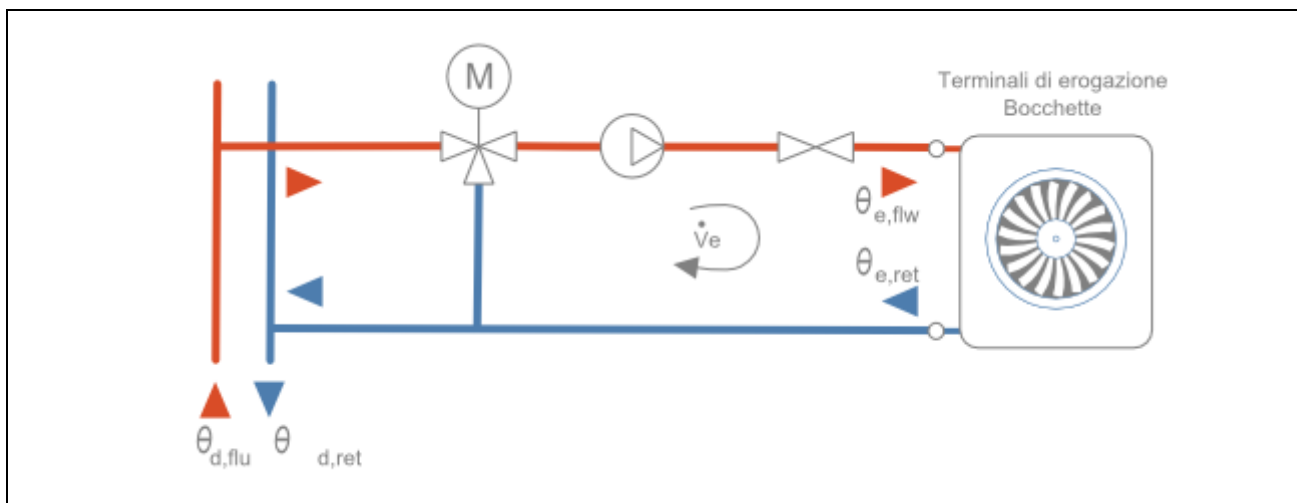 M
Terminali di erogazione
Bocchette
θe,flw
V̇e
θe,ret
θd,flu θ d,ret